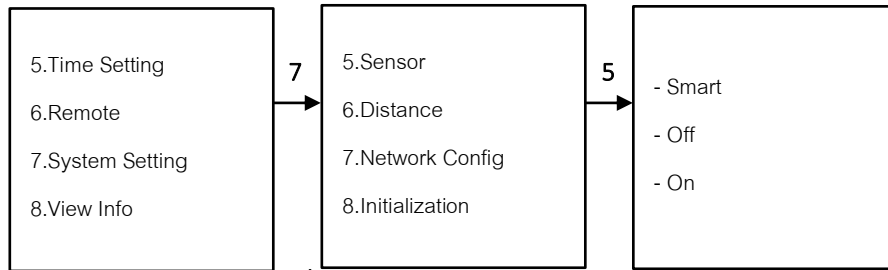 5.Time Setting
6.Remote
7.System Setting
8.View Info
7
5.Sensor
6.Distance
7.Network Config
8.Initialization
5
- Smart
- Off
- On